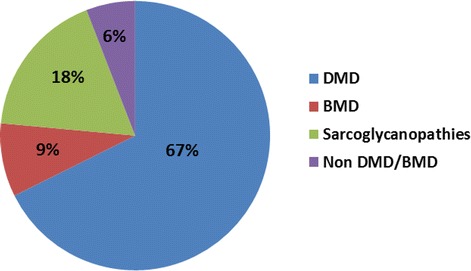 6%
18%
9%
67%
DMD
BMD
Sarcoglycanopathies
Non DMD/BMD